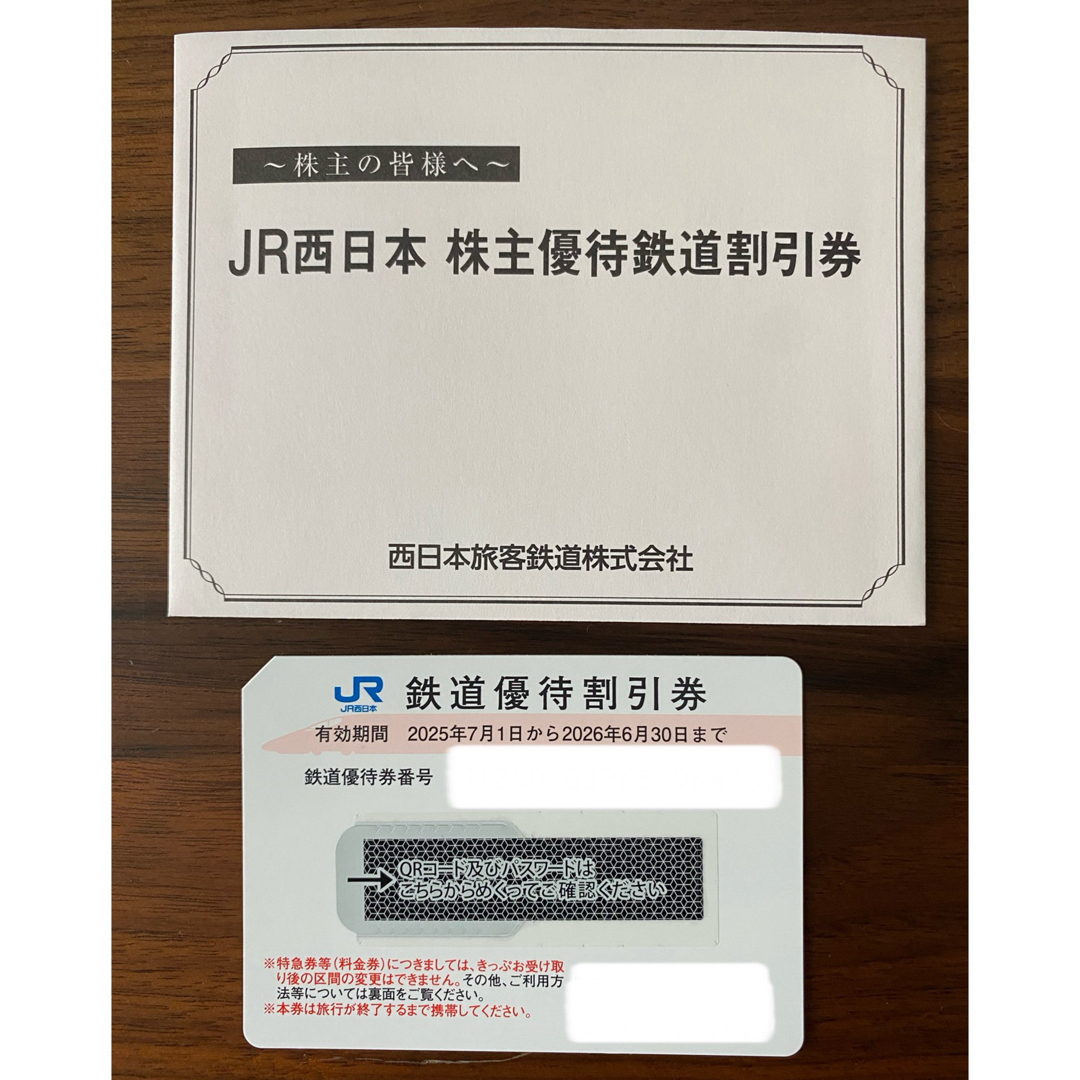 ～株主の皆様へ～
JR西日本 株主優待鉄道割引券
西日本旅客鉄道株式会社
JR 鉄道優待割引券
JR西日本
有効期間 2025年7月1日から2026年6月30日まで
鉄道優待券番号
QRコード及びパスワードは
こちらからめくってご確認ください
※特急券等(料金券)につきましては、きっぷお受け取
り後の区間の変更はできません。その他、ご利用方
法等については裏面をご覧ください。
※本券は旅行が終了するまで携帯してください。